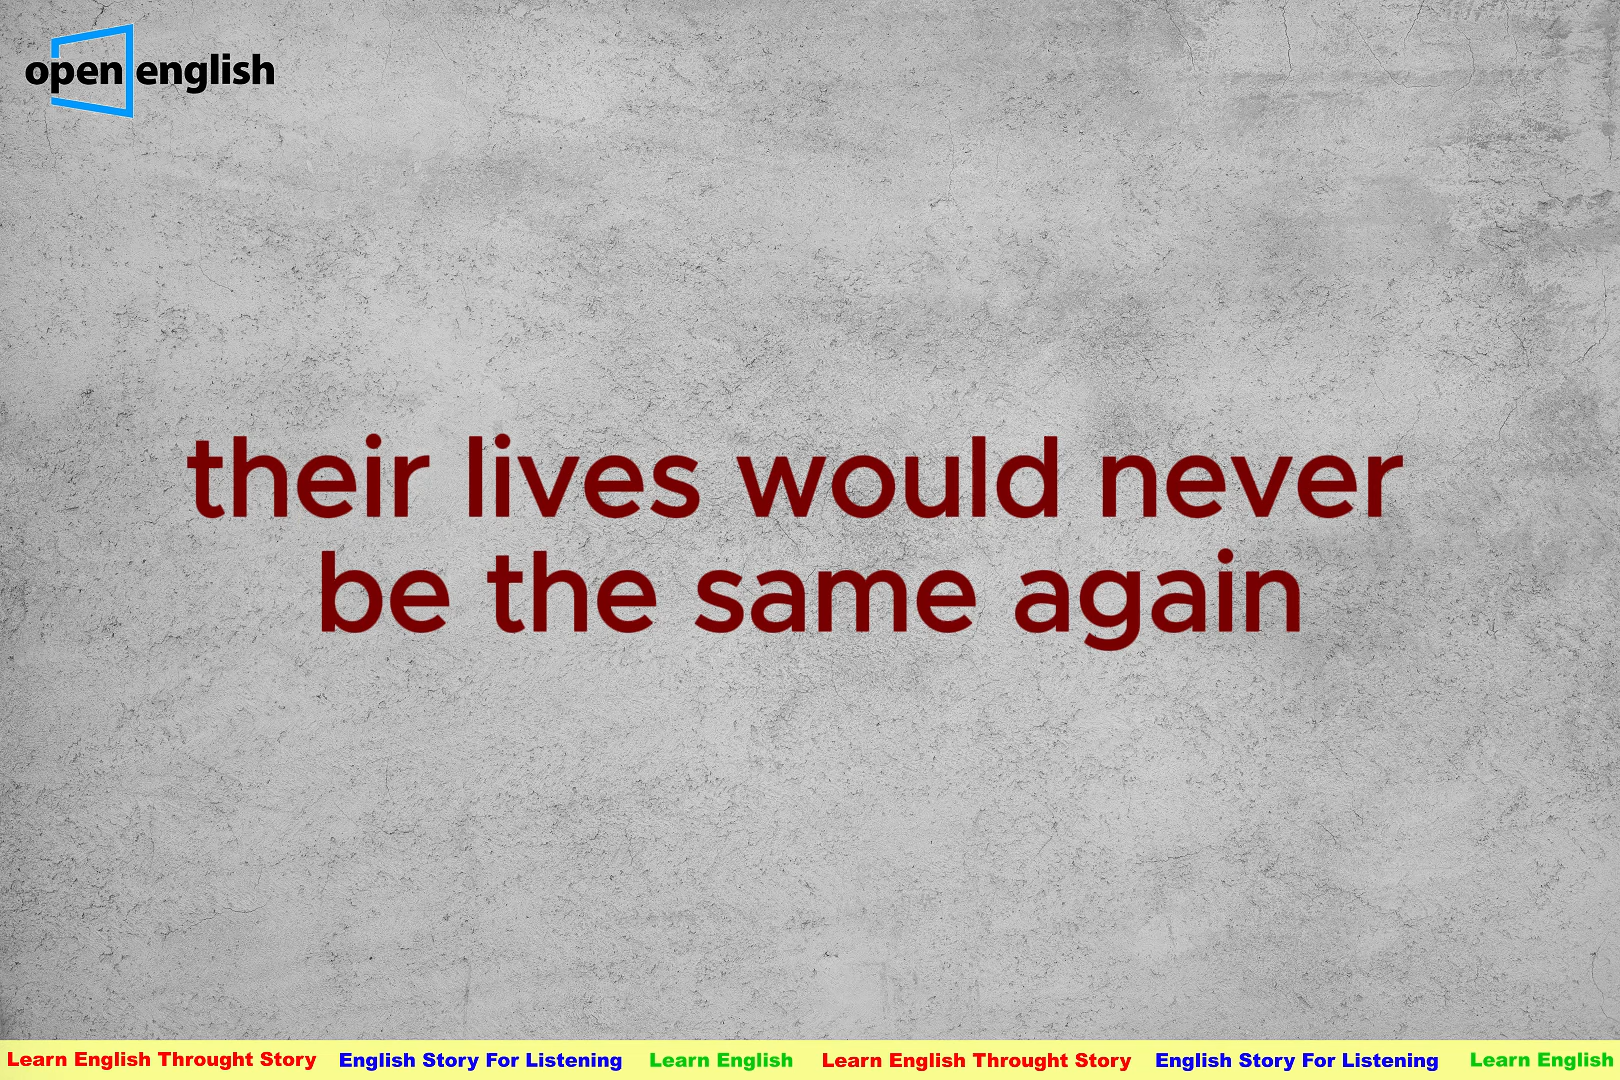 open english
their lives would never
be the same again
Learn English Throught Story English Story For Listening Learn English Learn English Throught Story English Story For Listening Learn English